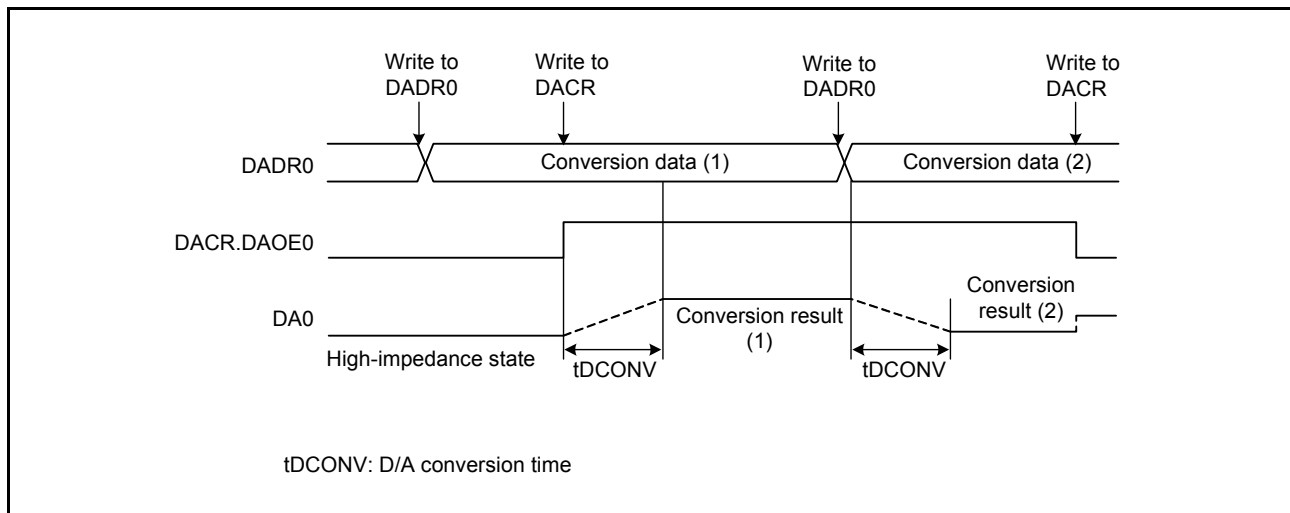 Write to
DADR0
Write to
DACR
Write to
DADR0
Write to
DACR
DADR0
Conversion data (1)
Conversion data (2)
DACR.DAOE0
DA0
Conversion result
(1)
Conversion
result (2)
High-impedance state
tDCONV
tDCONV
tDCONV: D/A conversion time